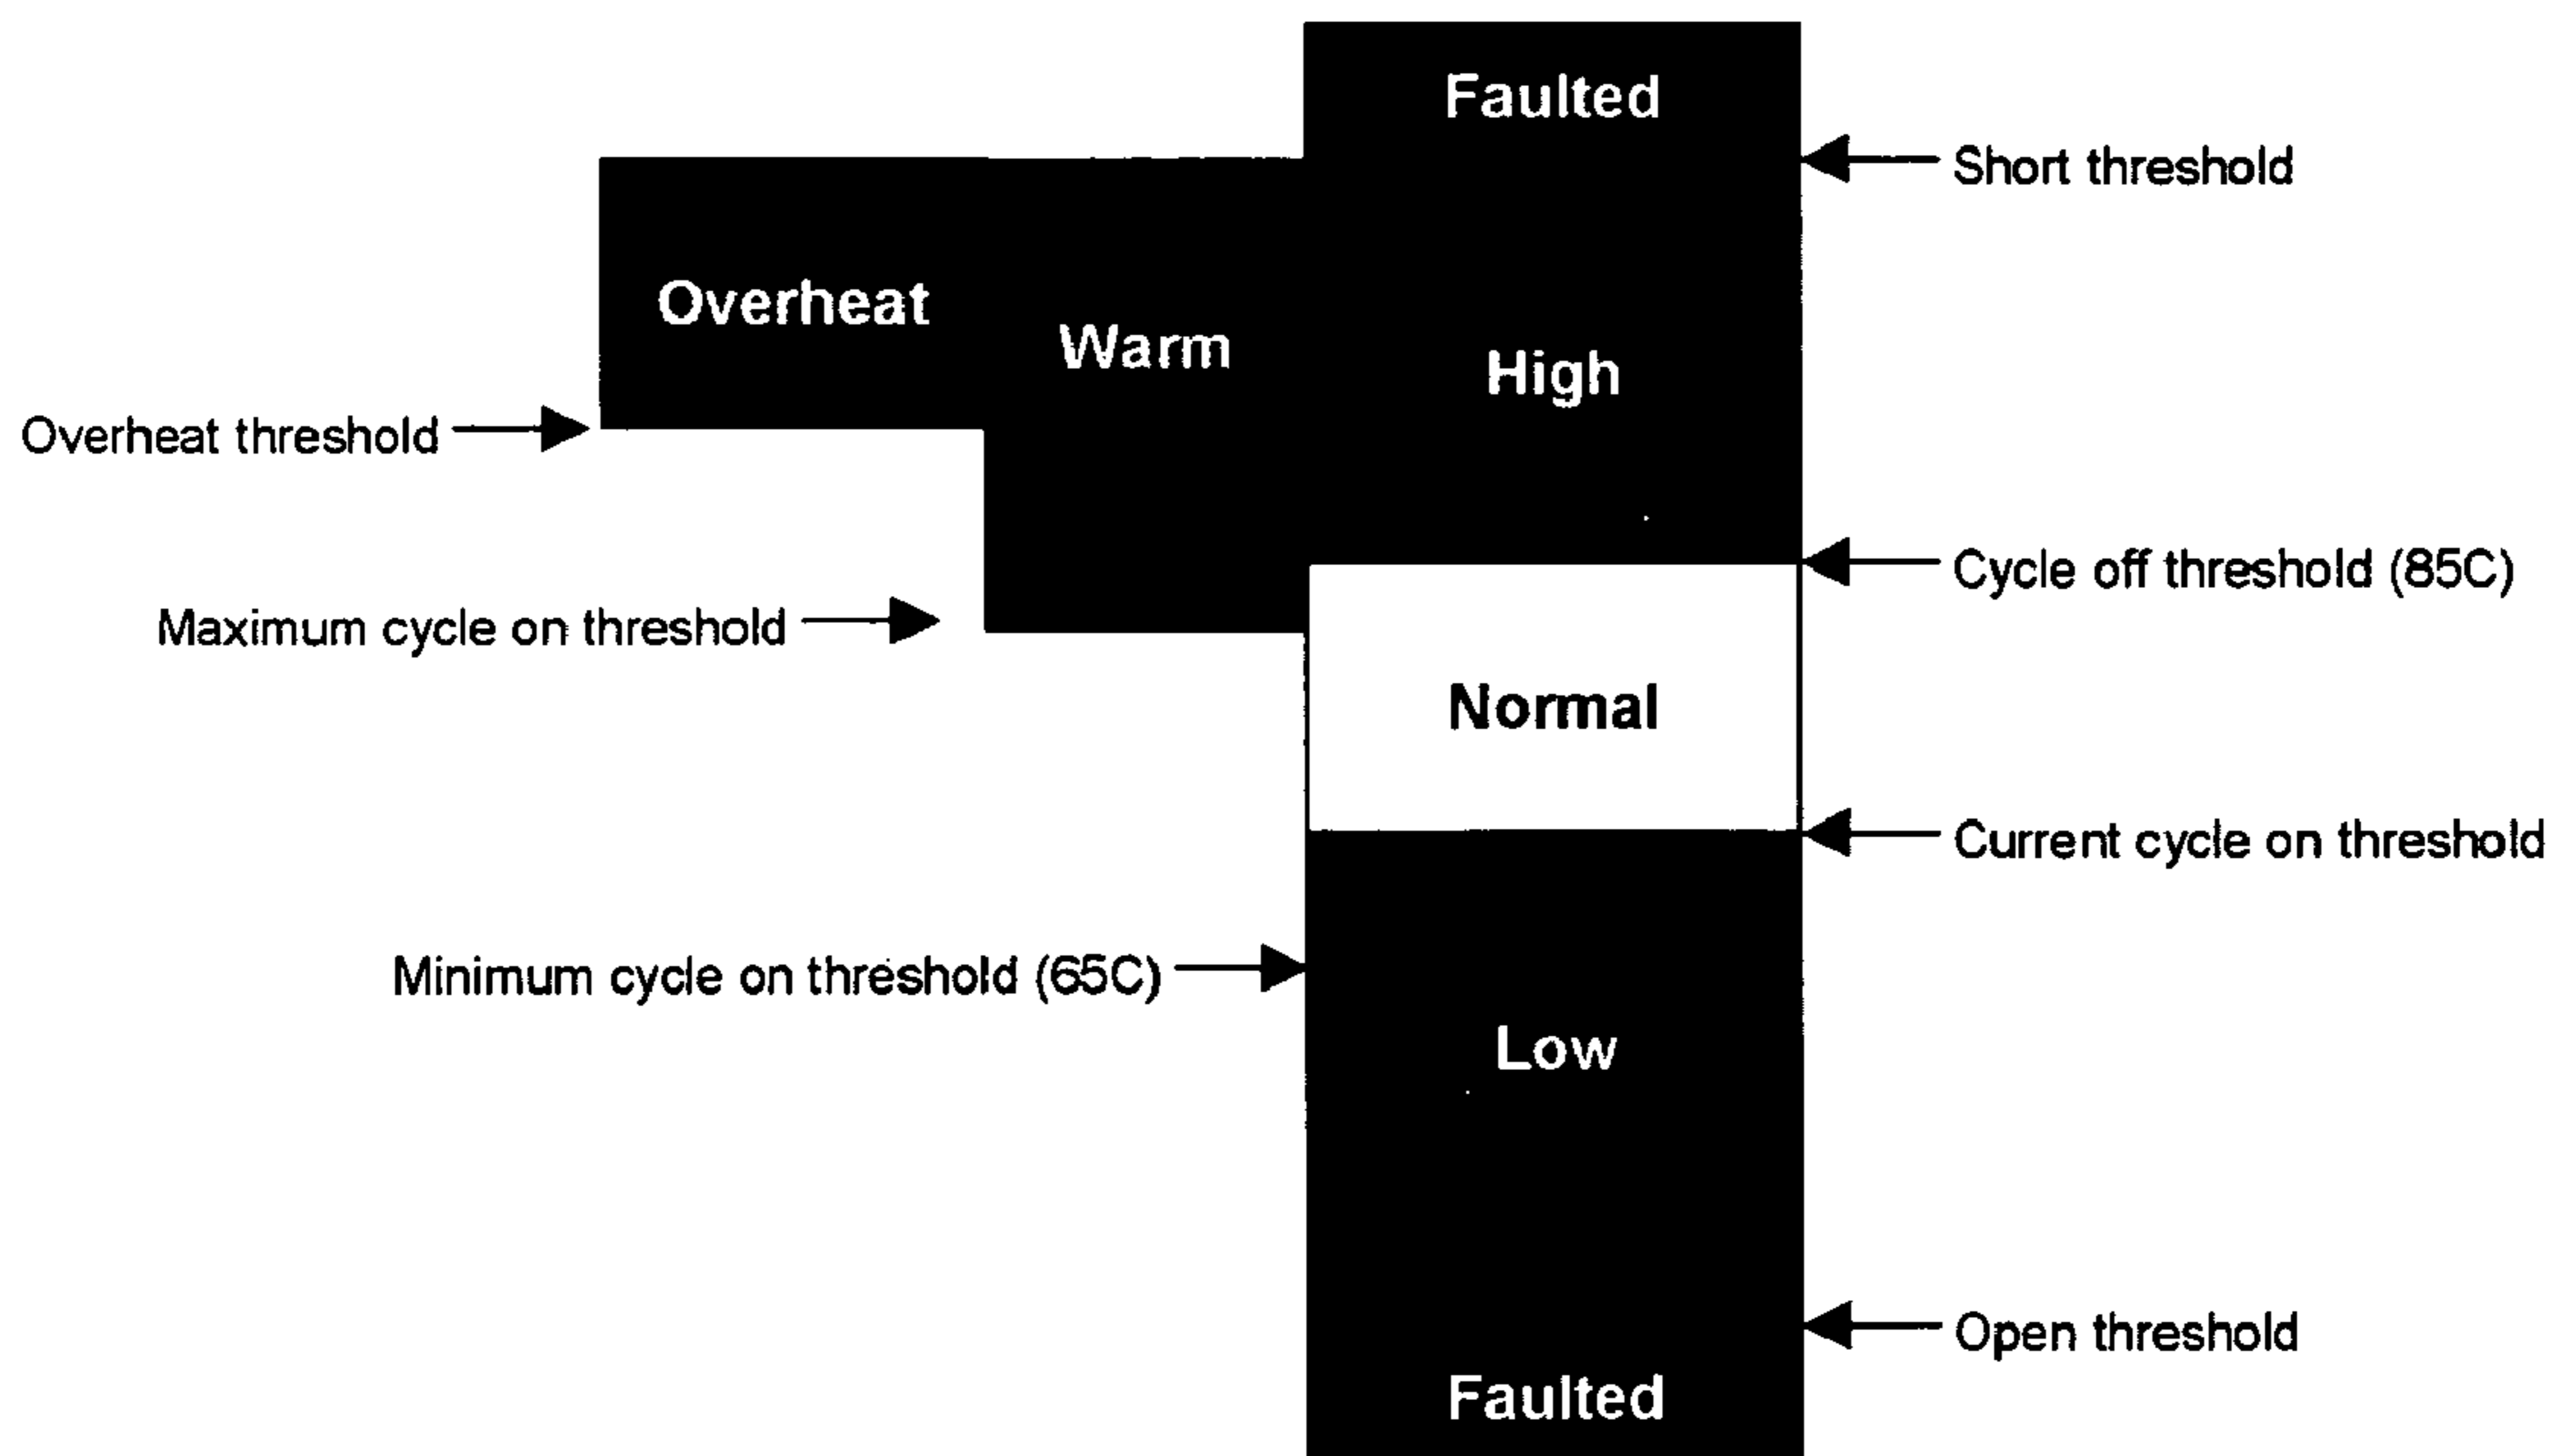 Faulted
Short threshold
Overheat
Warm
High
Overheat threshold
Cycle off threshold (85C)
Maximum cycle on threshold
Normal
Current cycle on threshold
Minimum cycle on threshold (65C)
Low
Open threshold
Faulted